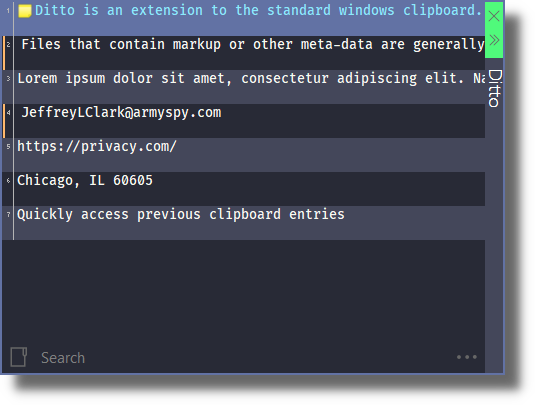 1 Ditto is an extension to the standard windows clipboard.
2 Files that contain markup or other meta-data are generally
3 Lorem ipsum dolor sit amet, consectetur adipiscing elit. Na
4 JeffreyLClark@armyspy.com
5 https://privacy.com/
6 Chicago, IL 60605
7 Quickly access previous clipboard entries
Ditto
Search